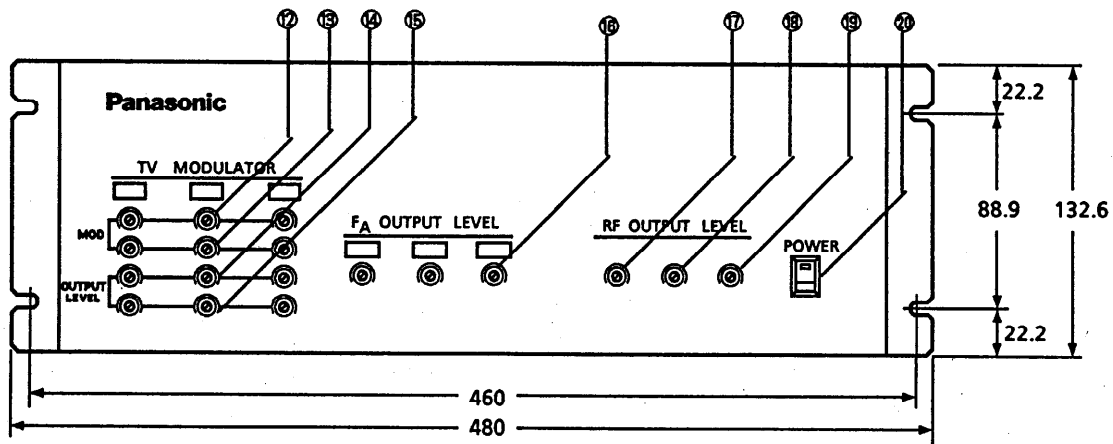 ⑫ ⑬ ⑭ ⑮ ⑯ ⑰ ⑱ ⑲ ⑳
Panasonic
22.2
TV MODULATOR
MOD
FA OUTPUT LEVEL
RF OUTPUT LEVEL
POWER
88.9 132.6
OUTPUT
LEVEL
22.2
460
480